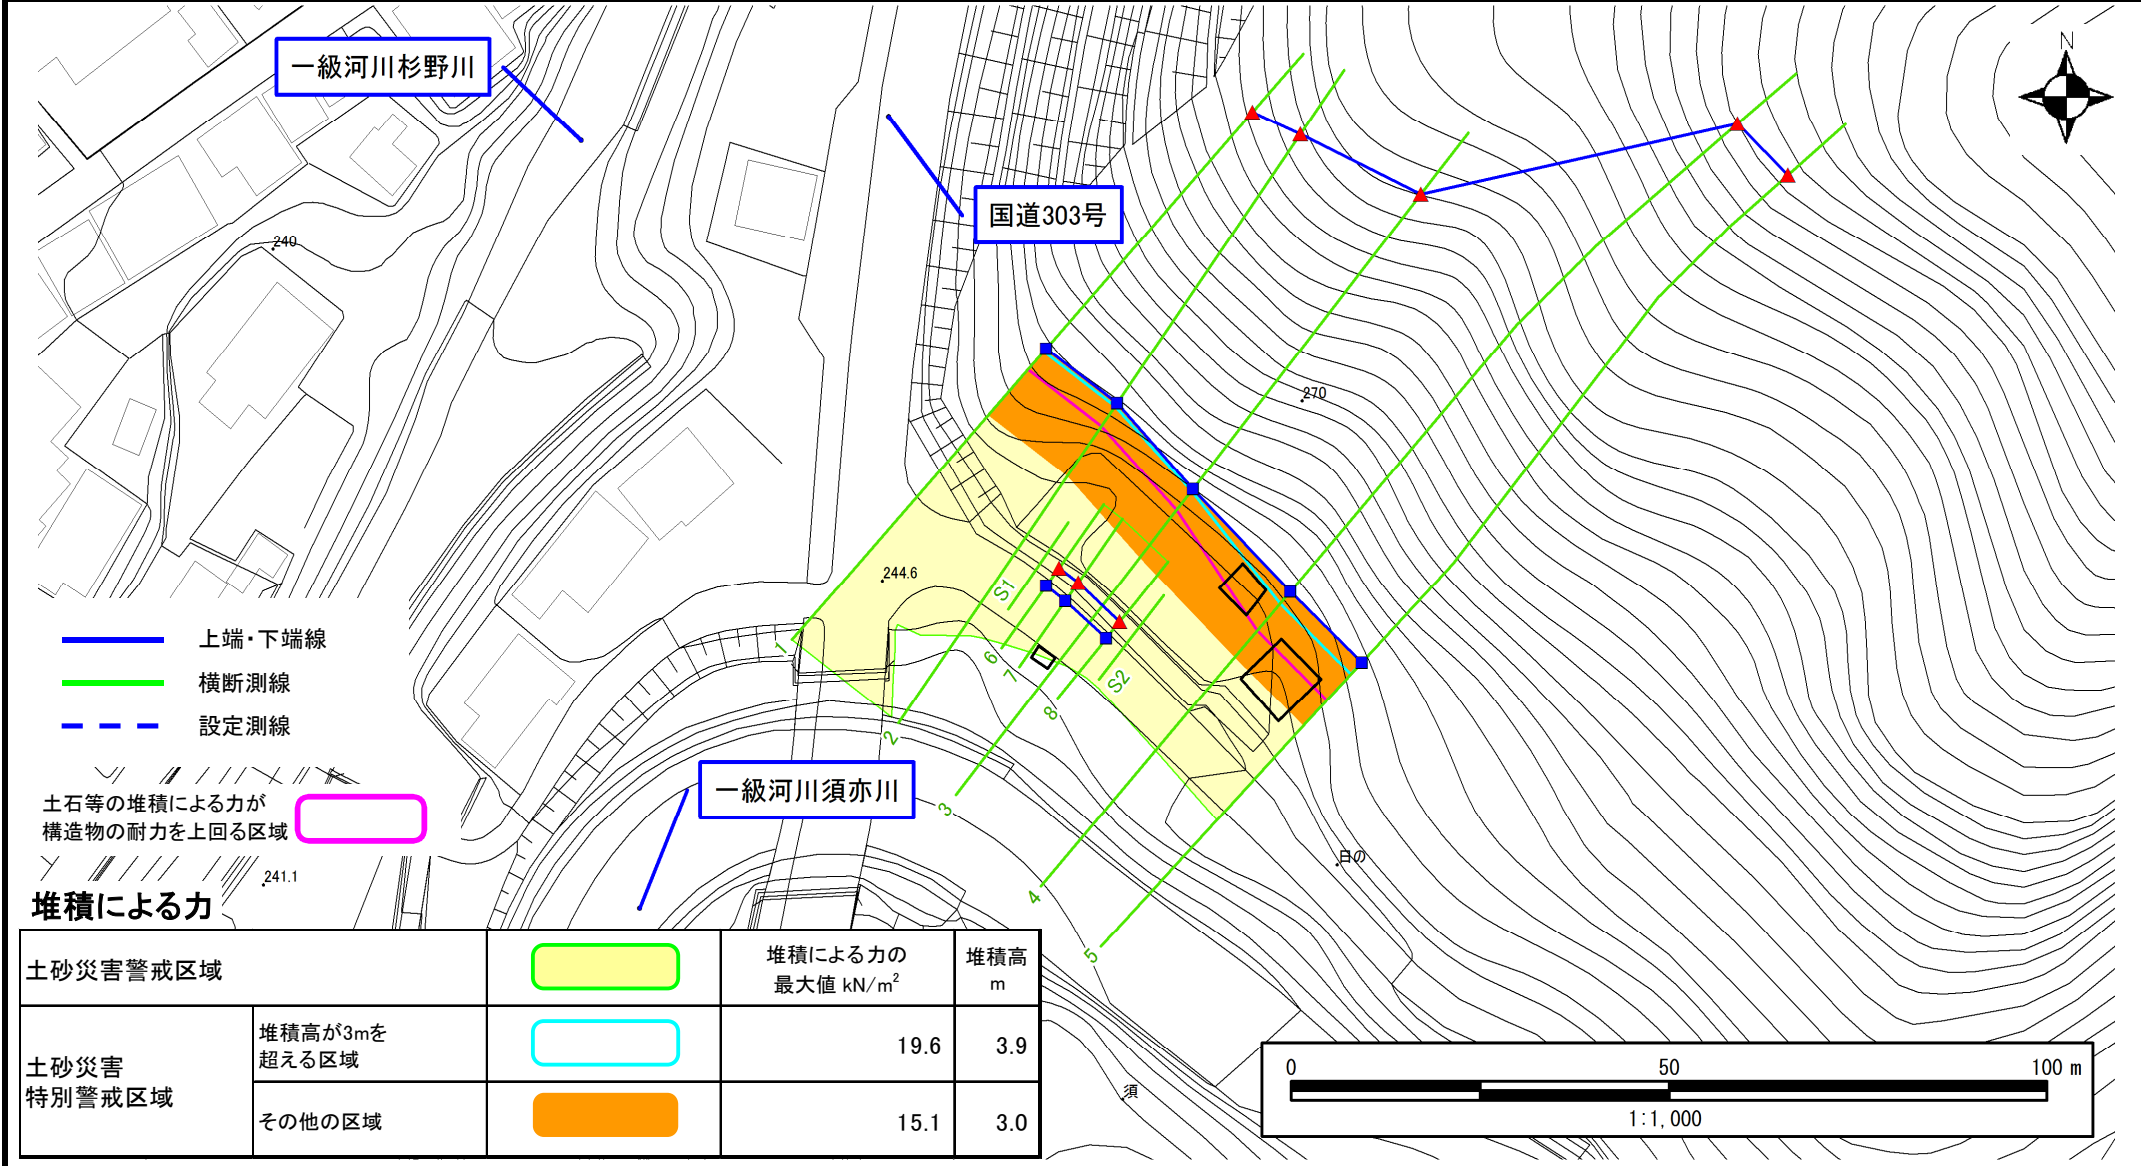 一級河川杉野川
N
国道303号
240
270
244.6
S1
1
6
7
S2
8
2
3
4
5
上端・下端線
横断測線
設定測線
一級河川須亦川
土石等の堆積による力が
構造物の耐力を上回る区域
241.1
日の
須
堆積による力
土砂災害警戒区域
堆積による力の
最大値 kN/m²
堆積高
m
土砂災害
特別警戒区域
堆積高が3mを
超える区域
19.6
3.9
その他の区域
15.1
3.0
0
50
100 m
1:1,000